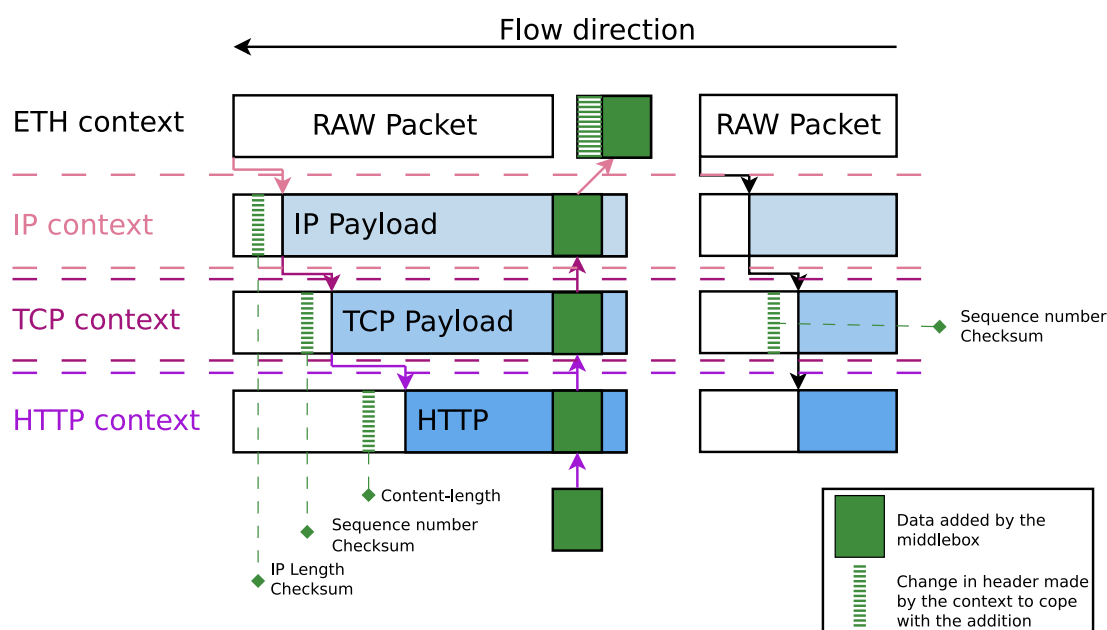 Flow direction
ETH context
RAW Packet
RAW Packet
IP context
IP Payload
TCP context
TCP Payload
Sequence number
Checksum
HTTP context
HTTP
Content-length
Sequence number
Checksum
IP Length
Checksum
Data added by the
middlebox
Change in header made
by the context to cope
with the addition